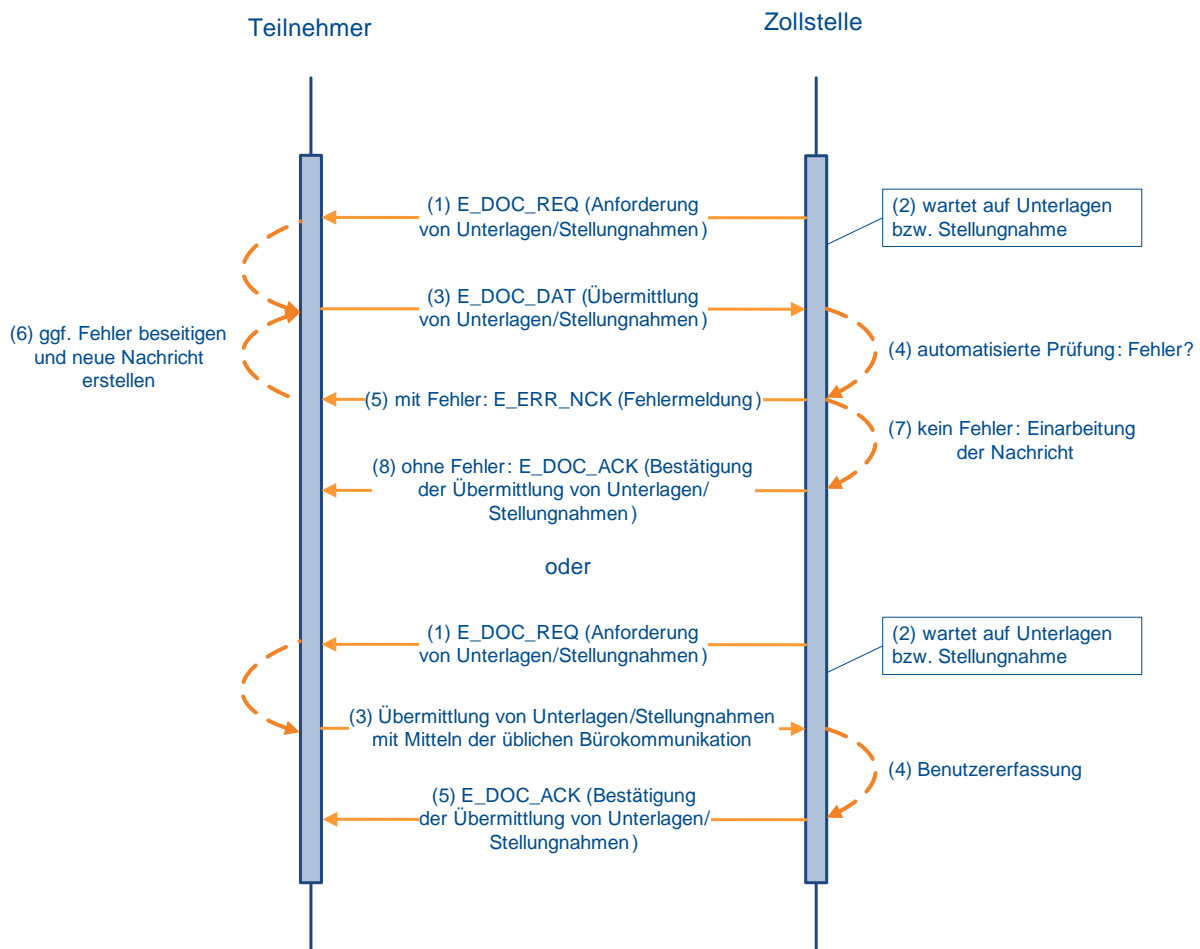 Teilnehmer
Zollstelle
(1) E_DOC_REQ (Anforderung
von Unterlagen/Stellungnahmen)
(2) wartet auf Unterlagen
bzw. Stellungnahme
(3) E_DOC_DAT (Übermittlung
von Unterlagen/Stellungnahmen)
(6) ggf. Fehler beseitigen
und neue Nachricht
erstellen
(4) automatisierte Prüfung: Fehler?
(5) mit Fehler: E_ERR_NCK (Fehlermeldung)
(7) kein Fehler: Einarbeitung
der Nachricht
(8) ohne Fehler: E_DOC_ACK (Bestätigung
der Übermittlung von Unterlagen/
Stellungnahmen)
oder
(1) E_DOC_REQ (Anforderung
von Unterlagen/Stellungnahmen)
(2) wartet auf Unterlagen
bzw. Stellungnahme
(3) Übermittlung von Unterlagen/Stellungnahmen
mit Mitteln der üblichen Bürokommunikation
(4) Benutzererfassung
(5) E_DOC_ACK (Bestätigung
der Übermittlung von Unterlagen/
Stellungnahmen)